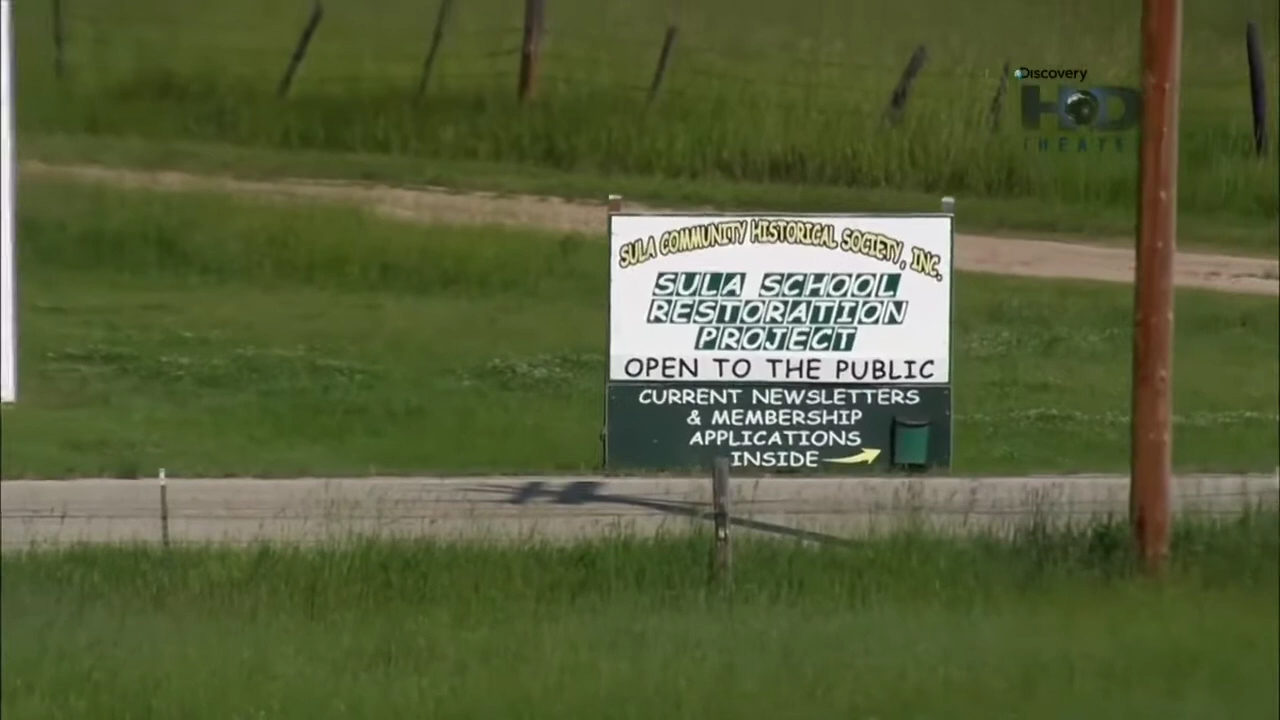 Discovery
HD
THEATE
SULA COMMUNITY HISTORICAL SOCIETY, INC.
SULA SCHOOL
RESTORATION
PROJECT
OPEN TO THE PUBLIC
CURRENT NEWSLETTERS
& MEMBERSHIP
APPLICATIONS
INSIDE